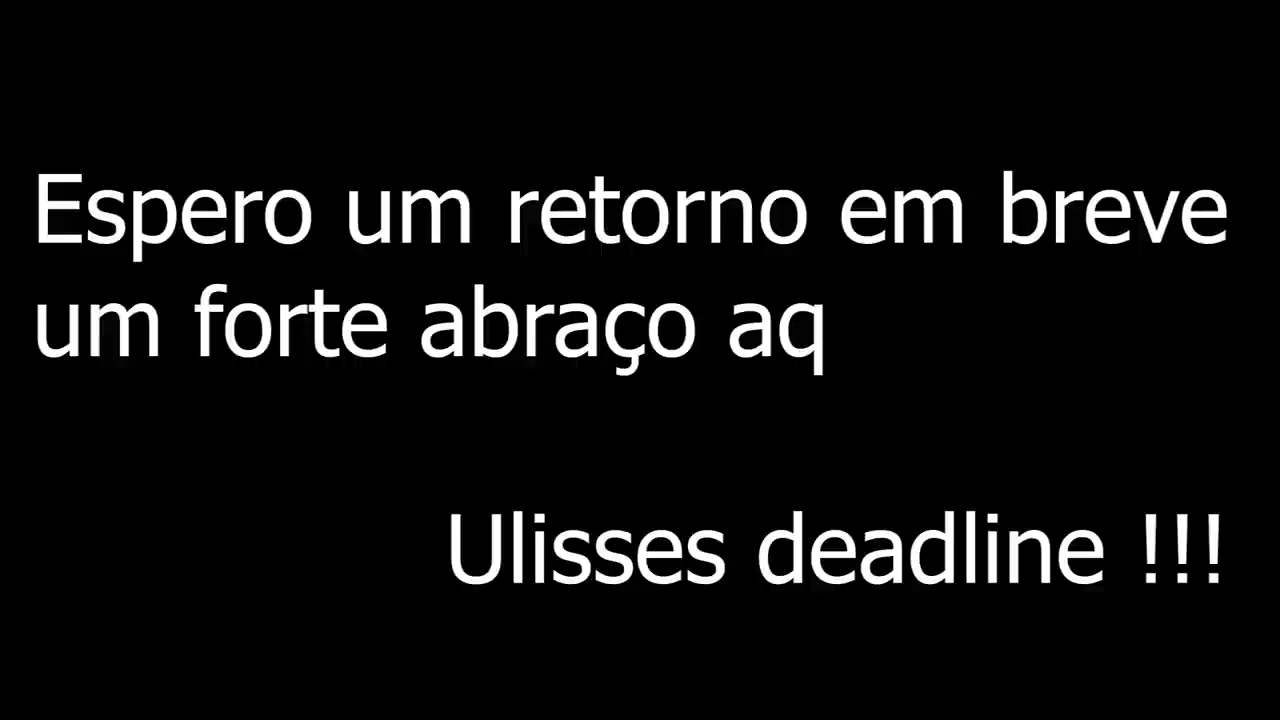 Espero um retorno em breve
um forte abraço aq
Ulisses deadline !!!